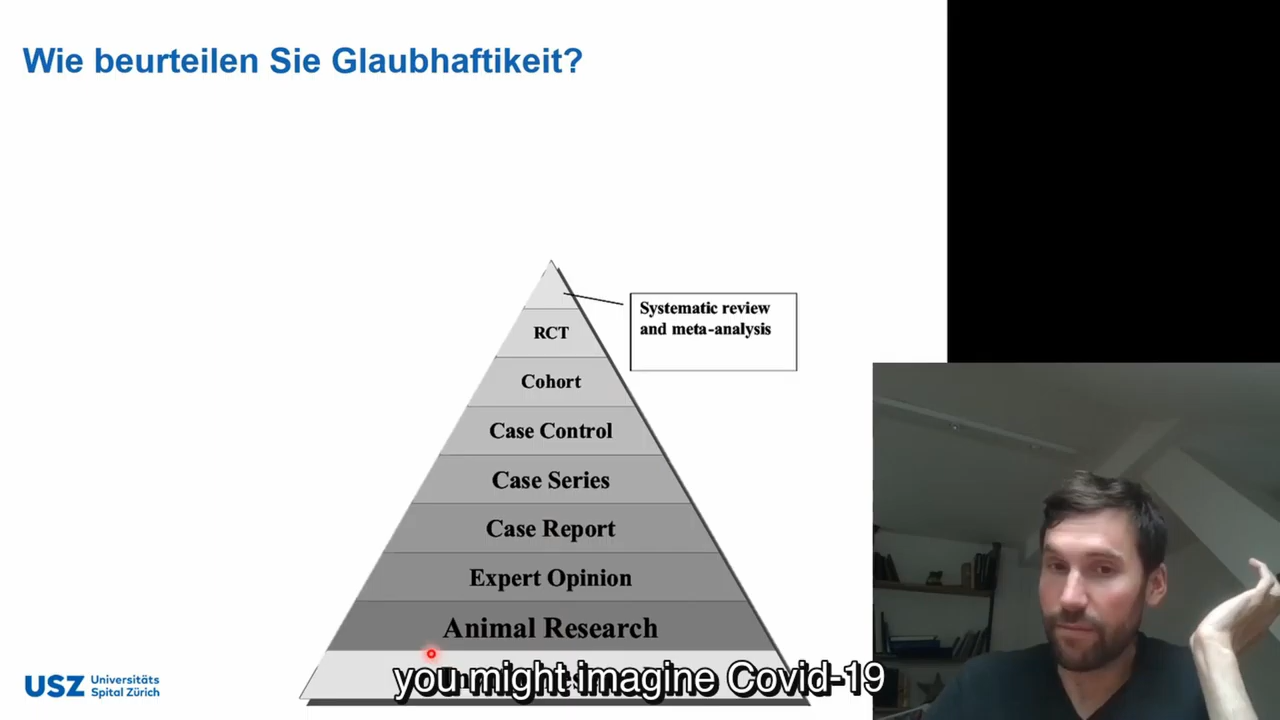 Wie beurteilen Sie Glaubhaftikeit?
Systematic review
and meta-analysis
RCT
Cohort
Case Control
Case Series
Case Report
Expert Opinion
Animal Research
you might imagine Covid-19
USZ Universitäts
Spital Zürich